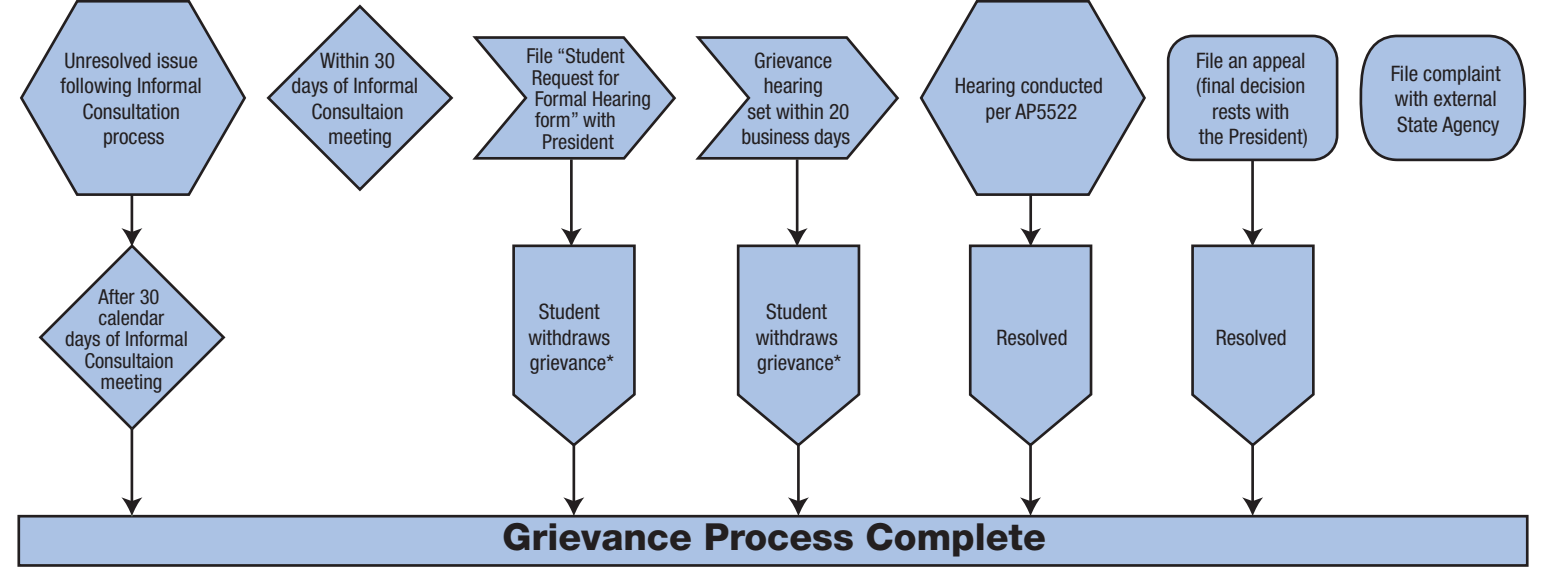 Unresolved issue
following Informal
Consultation
process
Within 30
days of Informal
Consultaion
meeting
File “Student
Request for
Formal Hearing
form” with
President
Grievance
hearing
set within 20
business days
Hearing conducted
per AP5522
File an appeal
(final decision
rests with
the President)
File complaint
with external
State Agency
After 30
calendar
days of Informal
Consultaion
meeting
Student
withdraws
grievance*
Student
withdraws
grievance*
Resolved
Resolved
Grievance Process Complete